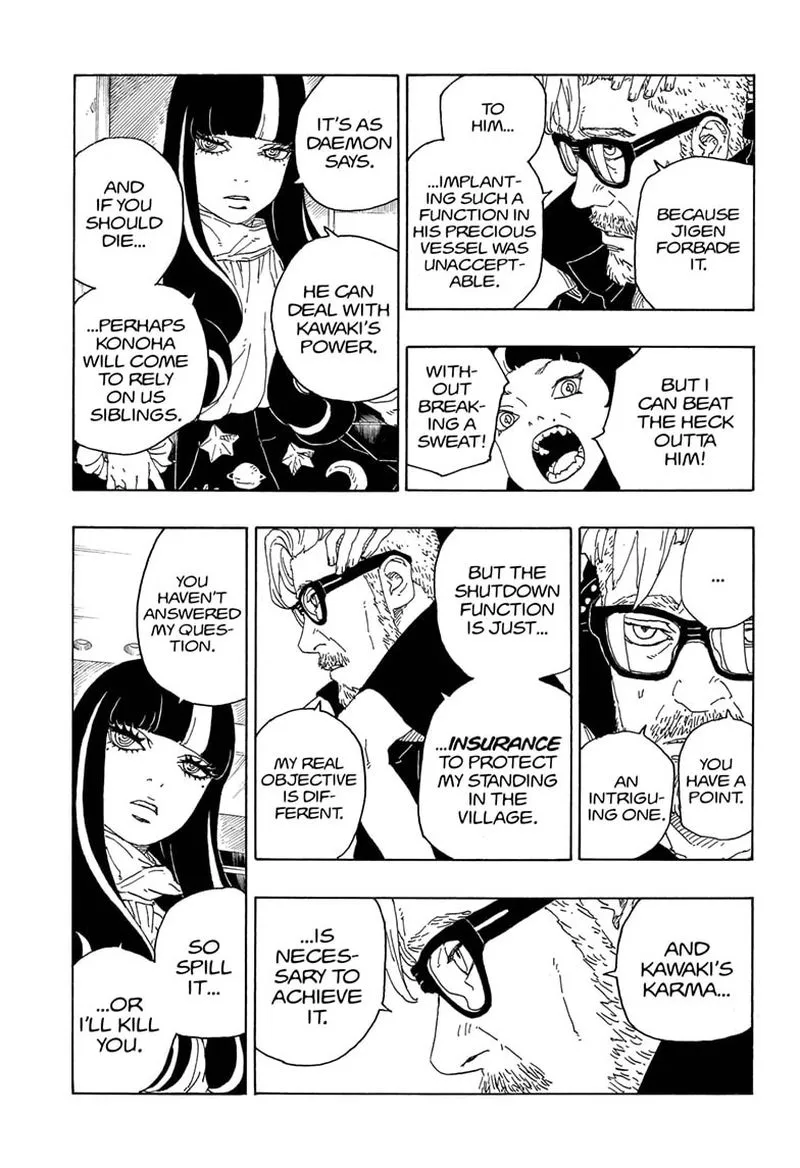 BECAUSE
JIGEN
FORBADE
IT.
TO
HIM...
...IMPLANT-
ING SUCH A
FUNCTION IN
HIS PRECIOUS
VESSEL WAS
UNACCEPT-
ABLE.
BUT I
CAN BEAT
THE HECK
OUTTA
HIM!
WITH-
OUT
BREAK-
ING A
SWEAT!
IT'S AS
DAEMON
SAYS.
HE CAN
DEAL WITH
KAWAKI'S
POWER.
AND
IF YOU
SHOULD
DIE...
...PERHAPS
KONOHA
WILL COME
TO RELY
ON US
SIBLINGS.
...
YOU
HAVE A
POINT.
AN
INTRIGU-
ING ONE.
BUT THE
SHUTDOWN
FUNCTION
IS JUST...
...INSURANCE
TO PROTECT
MY STANDING
IN THE
VILLAGE.
MY REAL
OBJECTIVE
IS DIF-
FERENT.
AND
KAWAKI'S
KARMA...
...IS
NECES-
SARY TO
ACHIEVE
IT.
YOU
HAVEN'T
ANSWERED
MY QUES-
TION.
SO
SPILL
IT...
...OR
I'LL KILL
YOU.